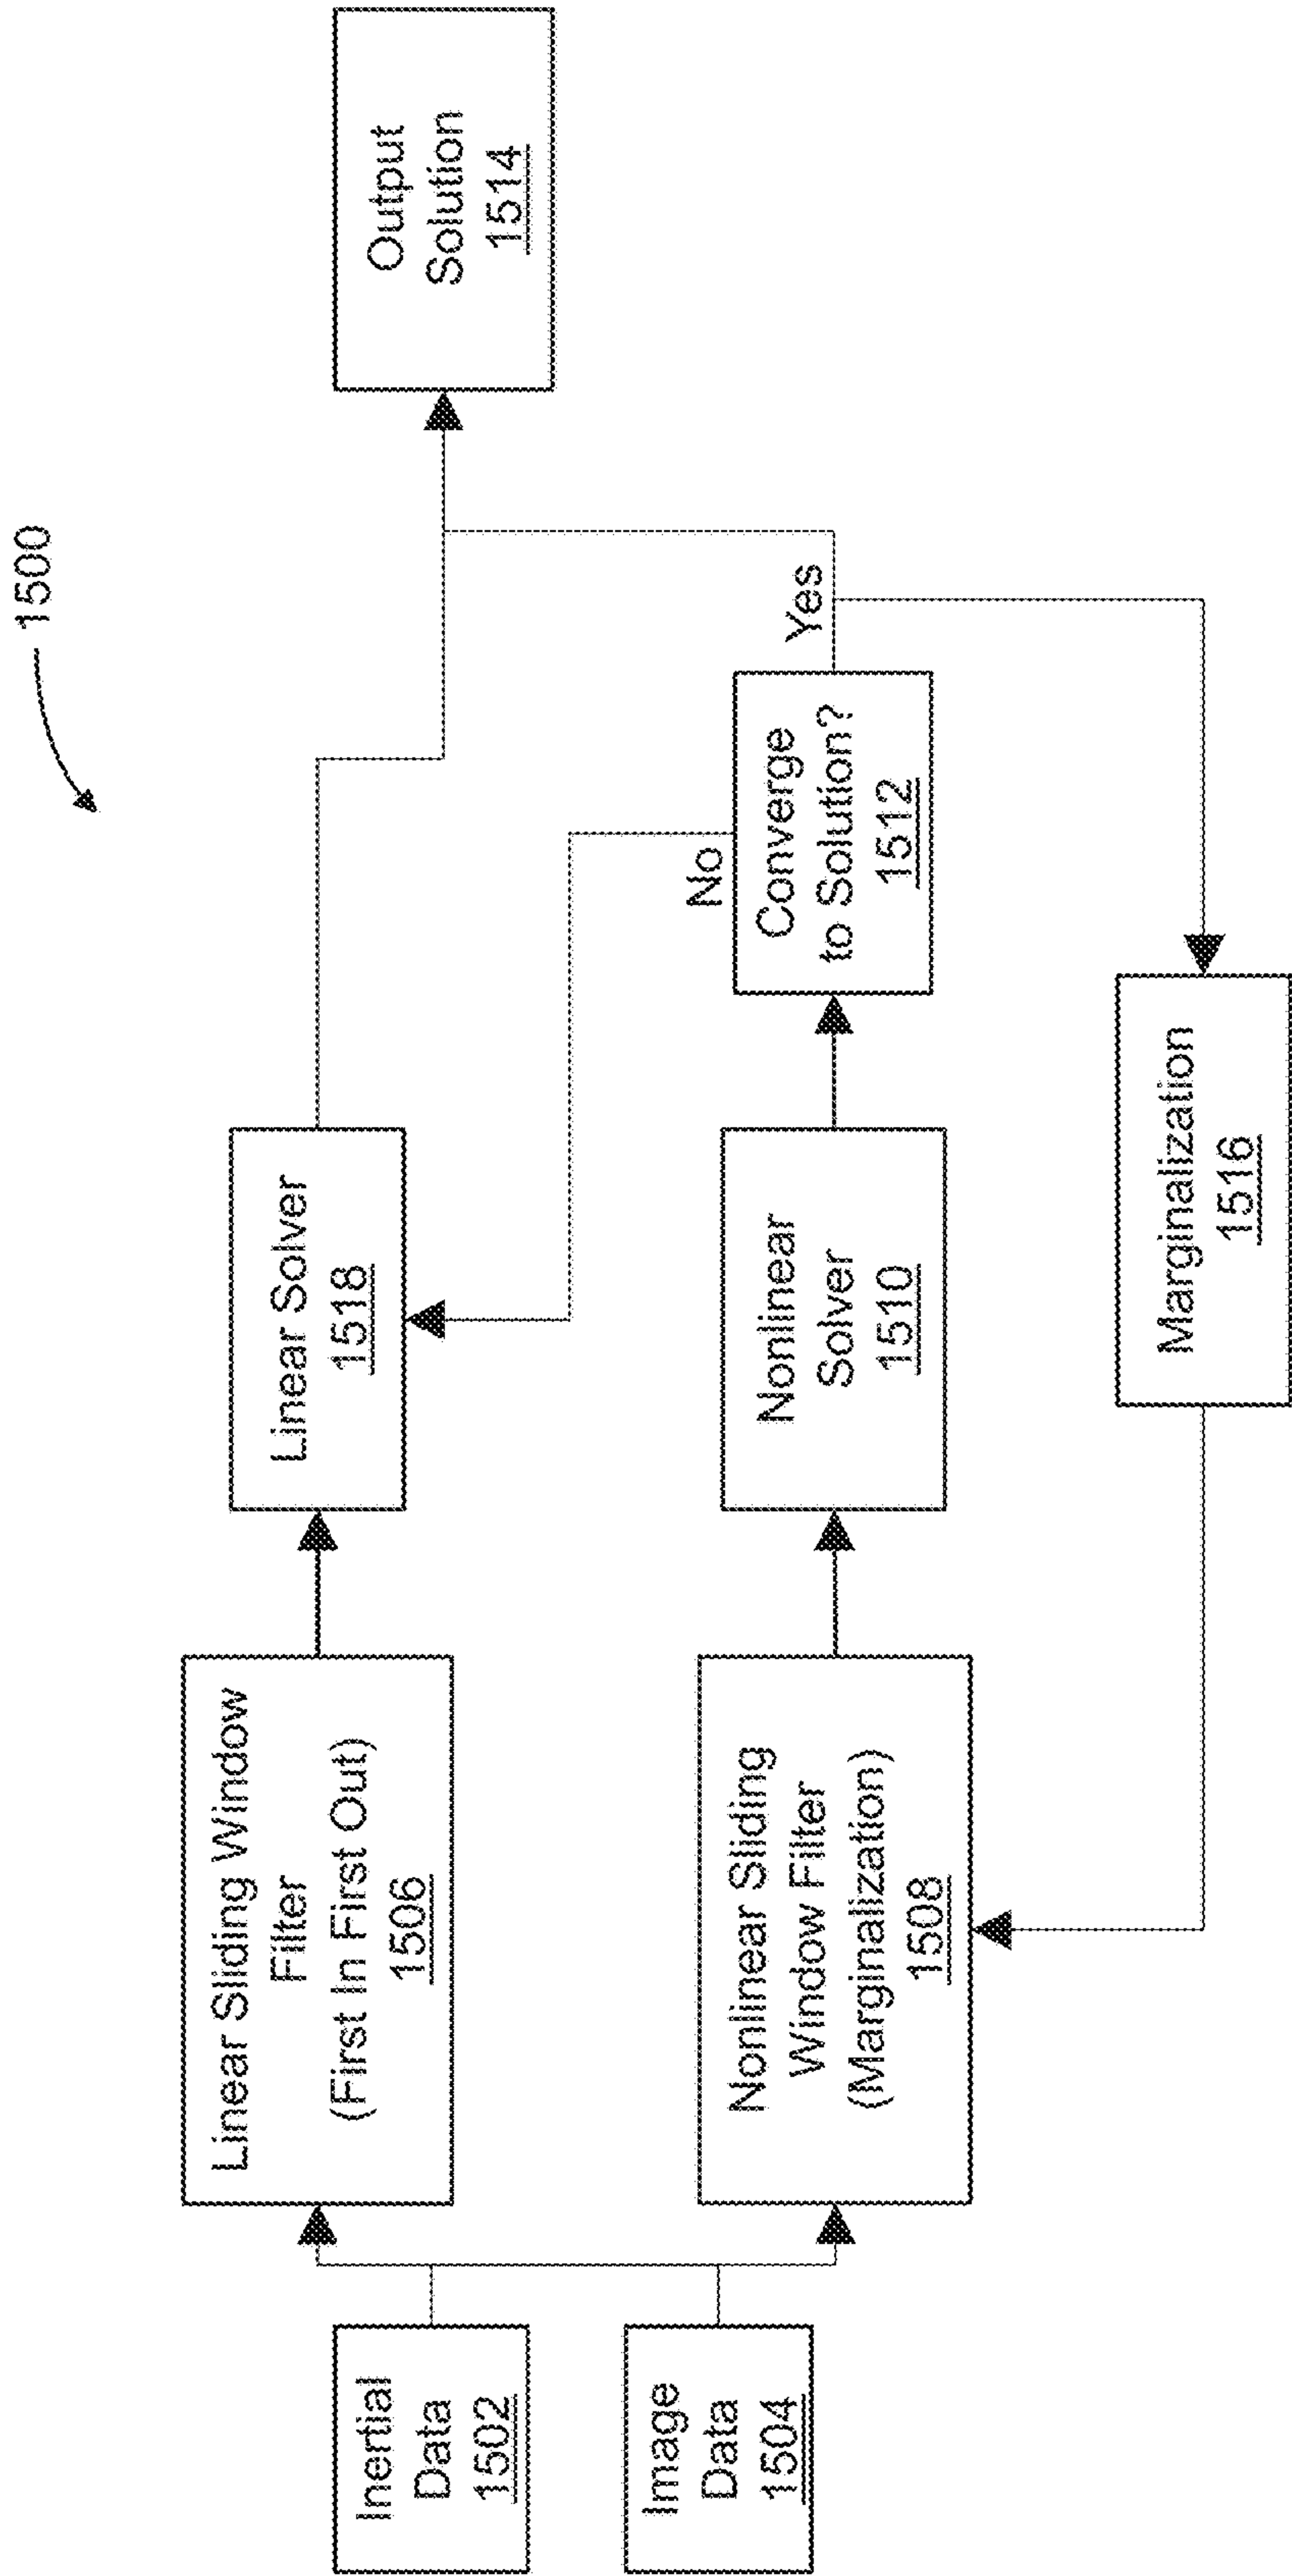 1500
Inertial
Data
1502
Image
Data
1504
Linear Sliding Window
Filter
(First In First Out)
1506
Nonlinear Sliding
Window Filter
(Marginalization)
1508
Linear Solver
1518
Nonlinear
Solver
1510
No
Converge
to Solution?
1512
Yes
Marginalization
1516
Output
Solution
1514